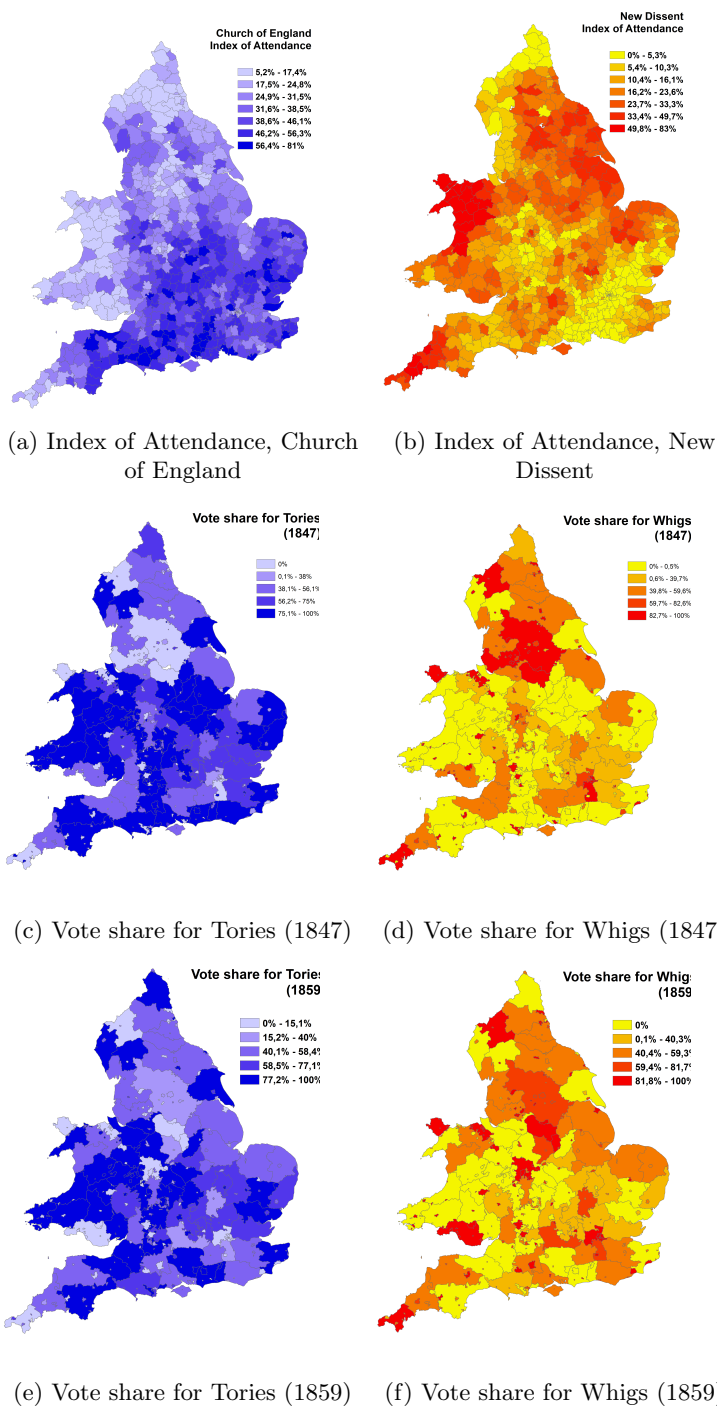 Church of England
Index of Attendance
5,2% - 17,4%
17,5% - 24,8%
24,9% - 31,5%
31,6% - 38,5%
38,6% - 46,1%
46,2% - 56,3%
56,4% - 81%
New Dissent
Index of Attendance
0% - 5,3%
5,4% - 10,3%
10,4% - 16,1%
16,2% - 23,6%
23,7% - 33,3%
33,4% - 49,7%
49,8% - 83%
(a) Index of Attendance, Church
of England
(b) Index of Attendance, New
Dissent
Vote share for Tories
(1847)
0%
0,1% - 38%
38,1% - 56,1%
56,2% - 75%
75,1% - 100%
Vote share for Whigs
(1847)
0% - 0,5%
0,6% - 39,7%
39,8% - 59,6%
59,7% - 82,6%
82,7% - 100%
(c) Vote share for Tories (1847)
(d) Vote share for Whigs (1847
Vote share for Tories
(1859
0% - 15,1%
15,2% - 40%
40,1% - 58,4%
58,5% - 77,1%
77,2% - 100%
Vote share for Whigs
(1859
0%
0,1% - 40,3%
40,4% - 59,3%
59,4% - 81,7%
81,8% - 100%
(e) Vote share for Tories (1859)
(f) Vote share for Whigs (1859)